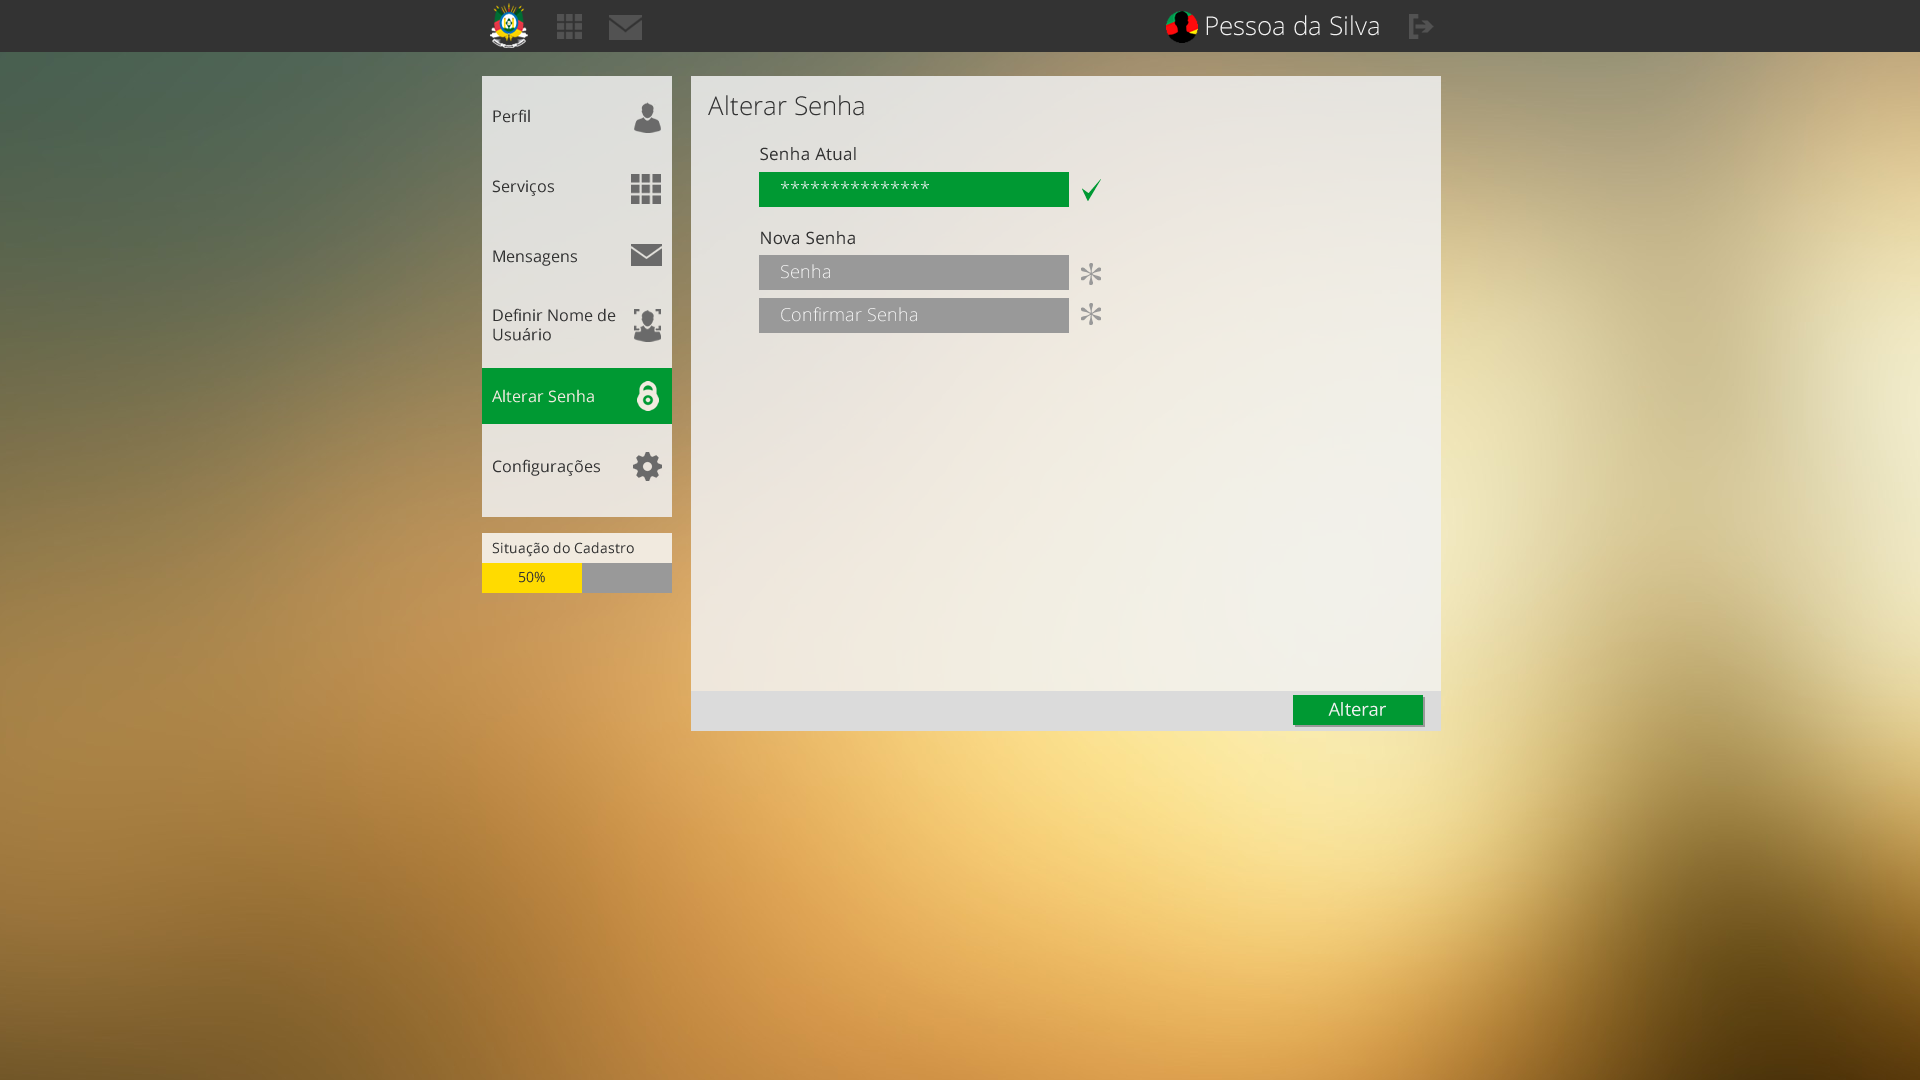 Pessoa da Silva
Perfil
Serviços
Mensagens
Definir Nome de
Usuário
Alterar Senha
Configurações
Situação do Cadastro
50%
Alterar Senha
Senha Atual
***************
Nova Senha
Senha
Confirmar Senha
Alterar